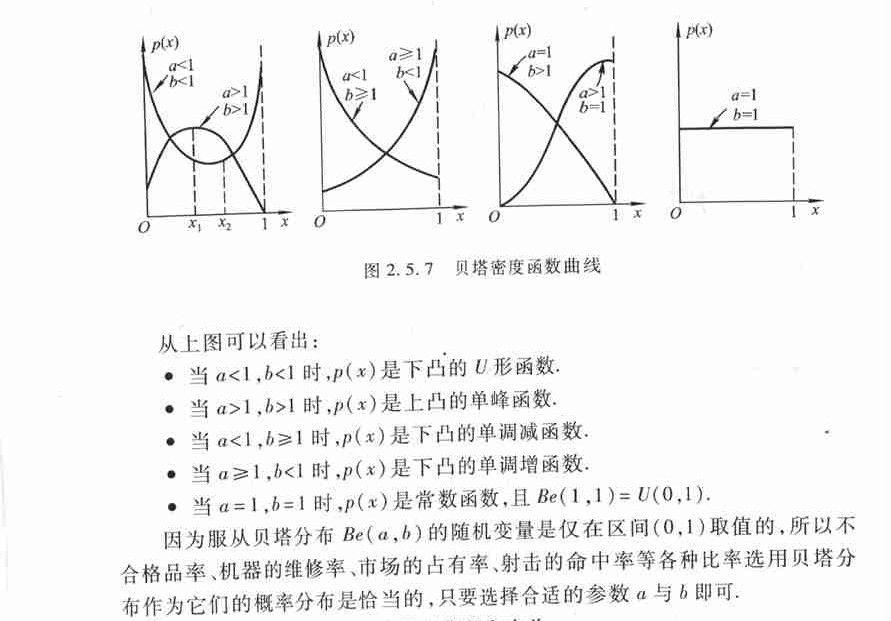 p(x)
a<1
b<1
a>1
b>1
O
x₁
x₂
1
x
p(x)
a<1
b≥1
a≥1
b<1
O
1
x
p(x)
a=1
b>1
a>1
b=1
O
1
x
p(x)
a=1
b=1
O
1
x
图 2.5.7 贝塔密度函数曲线
从上图可以看出:
• 当 a<1,b<1 时,p(x)是下凸的 U 形函数.
• 当 a>1,b>1 时,p(x)是上凸的单峰函数.
• 当 a<1,b≥1 时,p(x)是下凸的单调减函数.
• 当 a≥1,b<1 时,p(x)是下凸的单调增函数.
• 当 a=1,b=1 时,p(x)是常数函数,且 Be(1,1)=U(0,1).
因为服从贝塔分布 Be(a,b)的随机变量是仅在区间(0,1)取值的,所以不
合格品率、机器的维修率、市场的占有率、射击的命中率等各种比率选用贝塔分
布作为它们的概率分布是恰当的,只要选择合适的参数 a 与 b 即可.